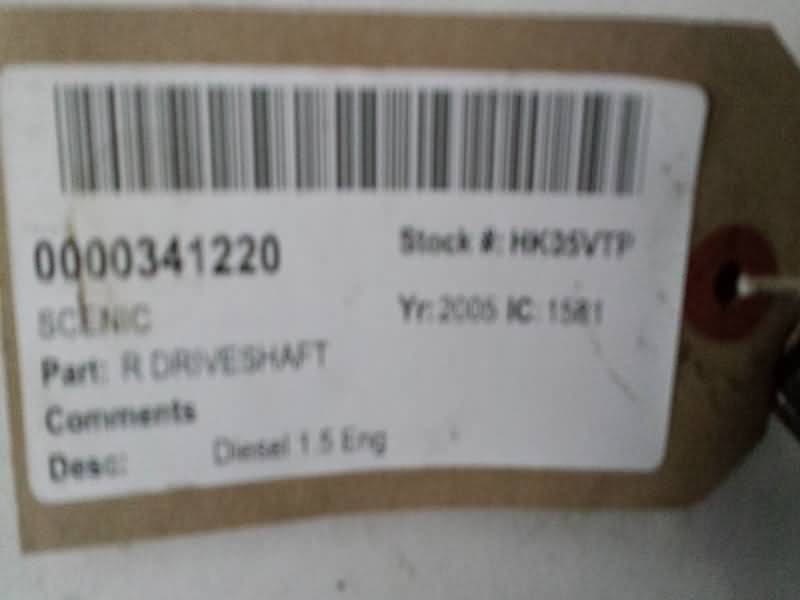 0000341220
Stock #: HK35VTP
SCENIC
Yr: 2005 IC: 1581
Part: R DRIVESHAFT
Comments
Desc: Diesel 1.5 Eng